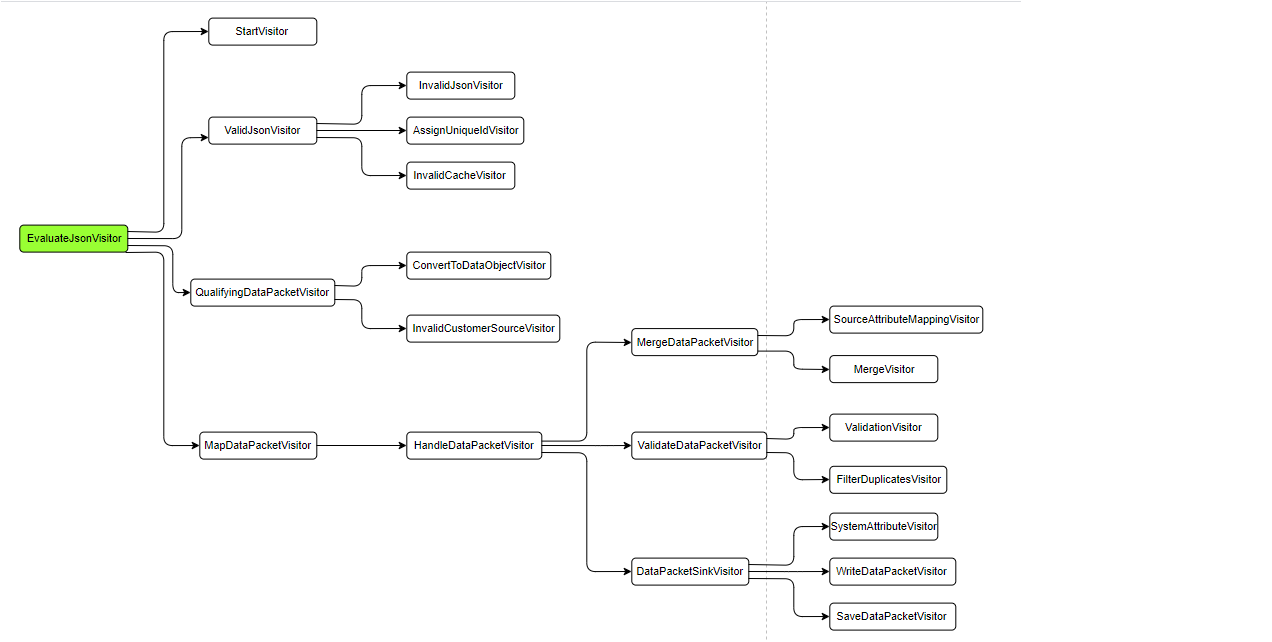 StartVisitor
InvalidJsonVisitor
ValidJsonVisitor
AssignUniqueIdVisitor
InvalidCacheVisitor
EvaluateJsonVisitor
ConvertToDataObjectVisitor
QualifyingDataPacketVisitor
InvalidCustomerSourceVisitor
SourceAttributeMappingVisitor
MergeDataPacketVisitor
MergeVisitor
ValidationVisitor
MapDataPacketVisitor
HandleDataPacketVisitor
ValidateDataPacketVisitor
FilterDuplicatesVisitor
SystemAttributeVisitor
DataPacketSinkVisitor
WriteDataPacketVisitor
SaveDataPacketVisitor